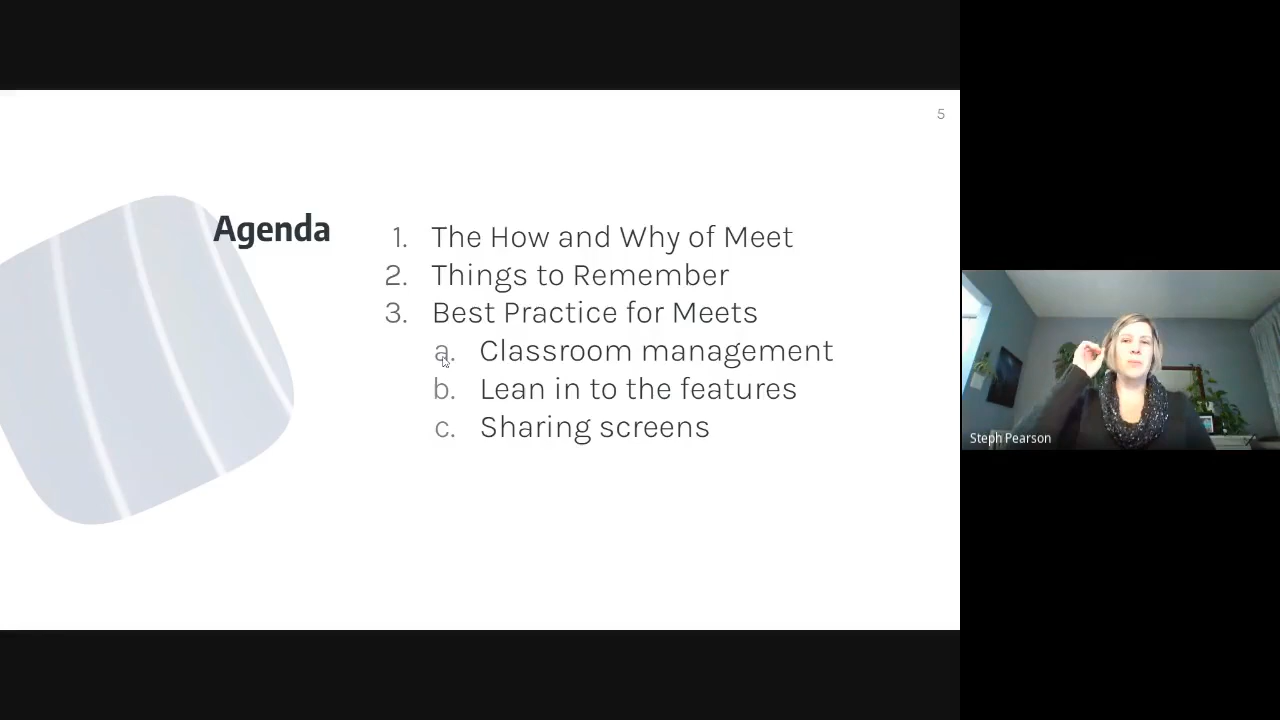 5
Agenda
1. The How and Why of Meet
2. Things to Remember
3. Best Practice for Meets
a. Classroom management
b. Lean in to the features
c. Sharing screens
Steph Pearson